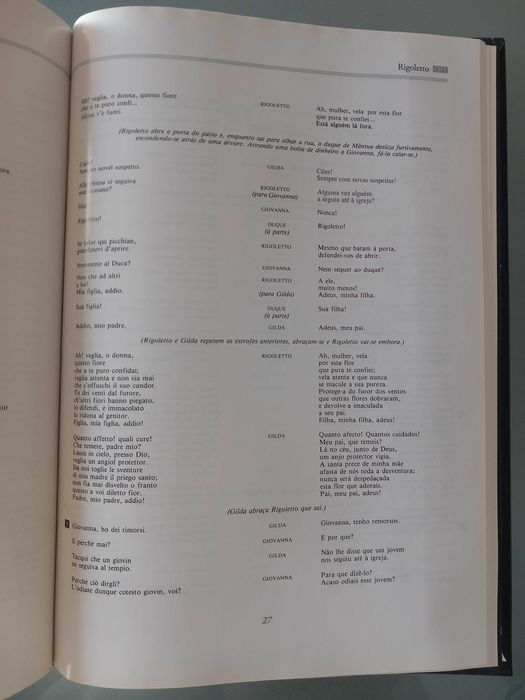 Rigoletto
Ah! veglia, o donna, questo fiore
che a te puro confi...
Alcun v'è fuori.
RIGOLETTO
Ah, mulher, vela por esta flor
que pura te confiei...
Está alguém lá fora.
(Rigoletto abre a porta do pátio e, enquanto sai para olhar a rua, o duque de Mântua desliza furtivamente,
escondendo-se atrás de uma árvore. Atirando uma bolsa de dinheiro a Giovanna, fá-la calar-se.)
Cielo!
novel sospetto.
GILDA
Céus!
Sempre com novas suspeitas!
chiesa vi seguiva
RIGOLETTO
(para Giovanna)
Alguma vez alguém
a seguiu até à igreja?
Mai
GIOVANNA
Nunca!
DUQUE
(à parte)
Rigoletto!
Se talor qui picchian,
guardatevi d'aprire.
RIGOLETTO
Mesmo que batam à porta,
defendei-vos de abrir.
Nemmeno al Duca?
GIOVANNA
Nem sequer ao duque?
Non che ad altri
a lui!
Mia figlia, addio.
RIGOLETTO
(para Gilda)
A ele,
muito menos!
Adeus, minha filha.
Sua figlia!
DUQUE
(à parte)
Sua filha!
Addio, mio padre.
GILDA
Adeus, meu pai.
(Rigoletto e Gilda repetem as estrofes anteriores, abraçam-se e Rigoletto vai-se embora.)
Ah! veglia, o donna,
questo fiore
che a te puro confidai;
veglia attenta e non sia mai
che s'offuschi il suo candor.
Tu dei venti dal furore,
ch'altri fiori hanno piegato,
lo difendi, e immacolato
lo ridona al genitor.
Figlia, mia figlia, addio!
RIGOLETTO
Ah, mulher, vela
por esta flor
que pura te confiei;
vela atenta e que nunca
se macule a sua pureza.
Protege-a do furor dos ventos
que outras flores dobraram,
e devolve-a imaculada
a seu pai.
Filha, minha filha, adeus!
Quanto affetto! quali cure!
Che temete, padre mio?
Lassù in cielo, presso Dio,
veglia un angiol protettor.
Da noi toglie le sventure
di mia madre il priego santo;
non fia mai disvelto o franto
questo a voi diletto fior.
Padre, mio padre, addio!
GILDA
Quanto afecto! Quantos cuidados!
Meu pai, que temeis?
Lá no céu, junto de Deus,
um anjo protector vigia.
A santa prece de minha mãe
afasta de nós toda a desventura;
nunca será despedaçada
esta flor que adorais.
Pai, meu pai, adeus!
(Gilda abraça Rigoletto que sai.)
Giovanna, ho dei rimorsi.
GILDA
Giovanna, tenho remorsos.
E perchè mai?
GIOVANNA
E por que?
Tacqui che un giovin
ne seguiva al tempio.
GILDA
Não lhe disse que um jovem
nos seguiu até à igreja.
Perchè ciò dirgli?
L'odiate dunque cotesto giovin, voi?
GIOVANNA
Para que dizê-lo?
Acaso odiais esse jovem?
27